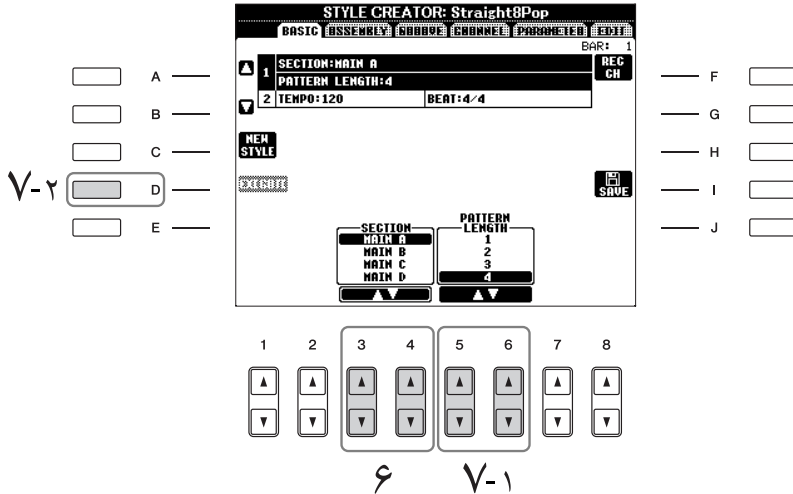 STYLE CREATOR: Straight8Pop
BASIC ASSEMBLY GROOVE CHANNEL PARAMETER EDIT
BAR: 1
1 SECTION:MAIN A
PATTERN LENGTH:4
REC CH
2 TEMPO:120 BEAT:4/4
NEW STYLE
SAVE
A
B
C
D
E
F
G
H
I
J
۷-۲
SECTION
MAIN A
MAIN B
MAIN C
MAIN D
PATTERN LENGTH
1
2
3
4
1 2 3 4 5 6 7 8
۶ ۷-۱